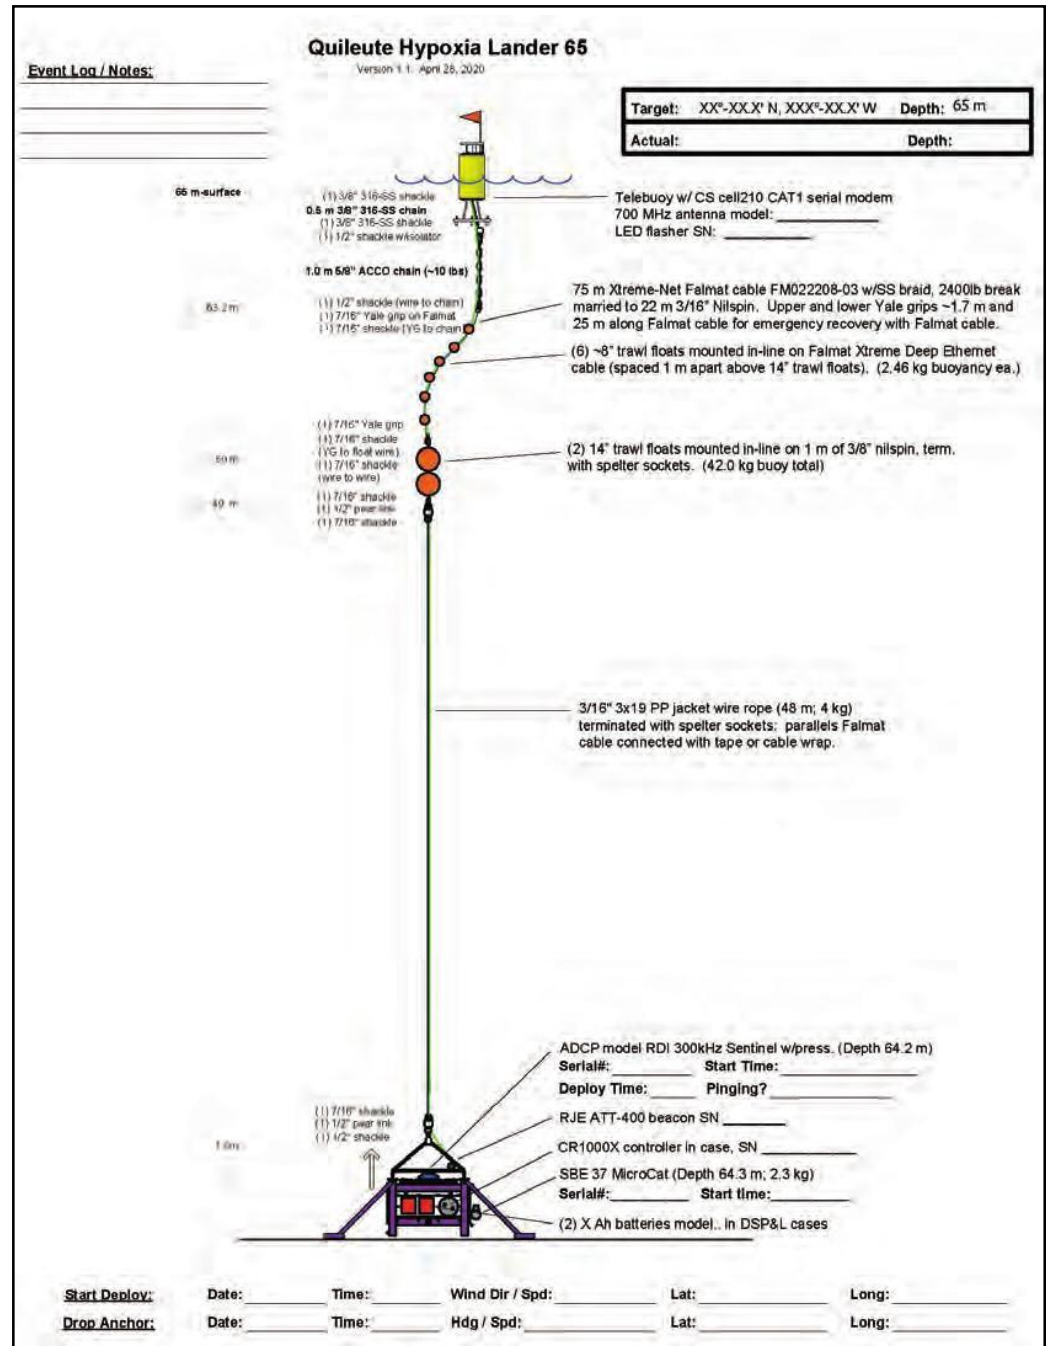 Quileute Hypoxia Lander 65
Version 1.1. April 28, 2020
Event Log / Notes:
Target: XX°-XX.X' N, XXX°-XX.X' W Depth: 65 m
Actual: Depth:
65 m-surface
(1) 3/8" 316-SS shackle
0.5 m 3/8" 316-SS chain
(1) 3/8" 316-SS shackle
(1) 1/2" shackle w/isolator
1.0 m 5/8" ACCO chain (~10 lbs)
Telebuoy w/ CS cell210 CAT1 serial modem
700 MHz antenna model:
LED flasher SN:
63.2 m
(1) 1/2" shackle (wire to chain)
(1) 7/16" Yale grip on Falmat
(1) 7/16" shackle (YG to chain)
75 m Xtreme-Net Falmat cable FM022208-03 w/SS braid, 2400lb break
married to 22 m 3/16" Nilspin. Upper and lower Yale grips ~1.7 m and
25 m along Falmat cable for emergency recovery with Falmat cable.
(6) ~8" trawl floats mounted in-line on Falmat Xtreme Deep Ethernet
cable (spaced 1 m apart above 14" trawl floats). (2.46 kg buoyancy ea.)
(1) 7/16" Yale grip
(1) 7/16" shackle
(YG to float wire)
(1) 7/16" shackle
(wire to wire)
50 m
(2) 14" trawl floats mounted in-line on 1 m of 3/8" nilspin, term.
with spelter sockets. (42.0 kg buoy total)
49 m
(1) 7/16" shackle
(1) 1/2" pear link
(1) 7/16" shackle
3/16" 3x19 PP jacket wire rope (48 m; 4 kg)
terminated with spelter sockets; parallels Falmat
cable connected with tape or cable wrap.
ADCP model RDI 300kHz Sentinel w/press. (Depth 64.2 m)
Serial#: Start Time:
Deploy Time: Pinging?
(1) 7/16" shackle
(1) 1/2" pear link
(1) 1/2" shackle
RJE ATT-400 beacon SN
CR1000X controller in case, SN
SBE 37 MicroCat (Depth 64.3 m; 2.3 kg)
Serial#: Start time:
(2) X Ah batteries model.. in DSP&L cases
Start Deploy: Date: Time: Wind Dir / Spd: Lat: Long:
Drop Anchor: Date: Time: Hdg / Spd: Lat: Long: